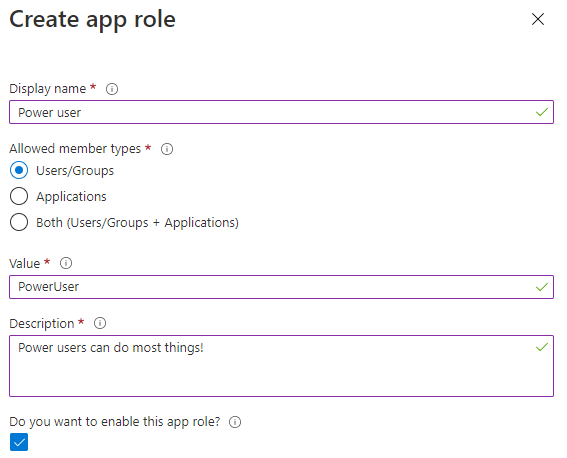 Create app role
Display name *
Power user
Allowed member types *
Users/Groups
Applications
Both (Users/Groups + Applications)
Value *
PowerUser
Description *
Power users can do most things!
Do you want to enable this app role?